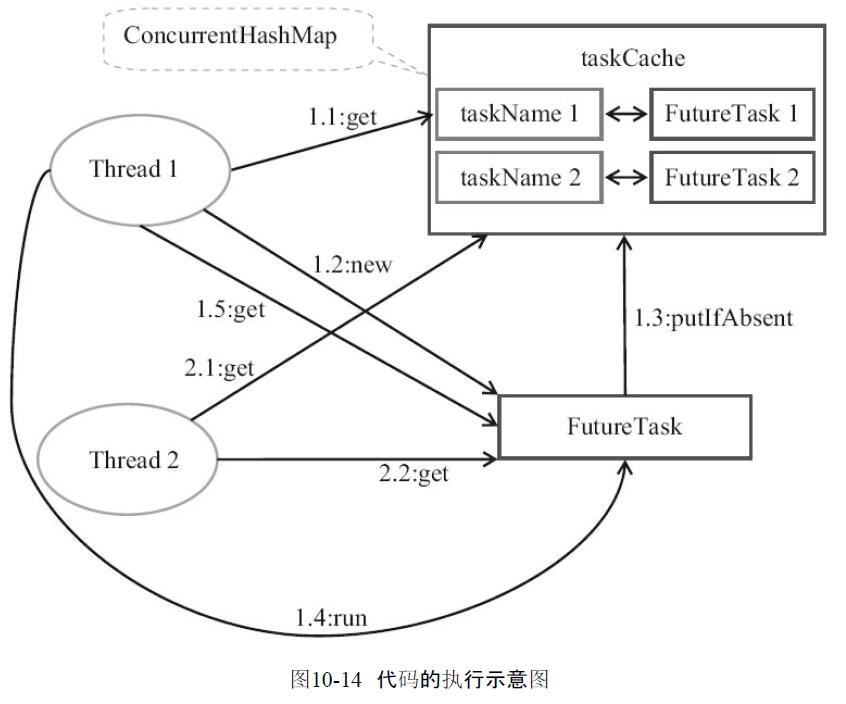 ConcurrentHashMap
taskCache
1.1:get
taskName 1
FutureTask 1
Thread 1
taskName 2
FutureTask 2
1.2:new
1.5:get
1.3:putIfAbsent
2.1:get
FutureTask
Thread 2
2.2:get
1.4:run
图10-14 代码的执行示意图